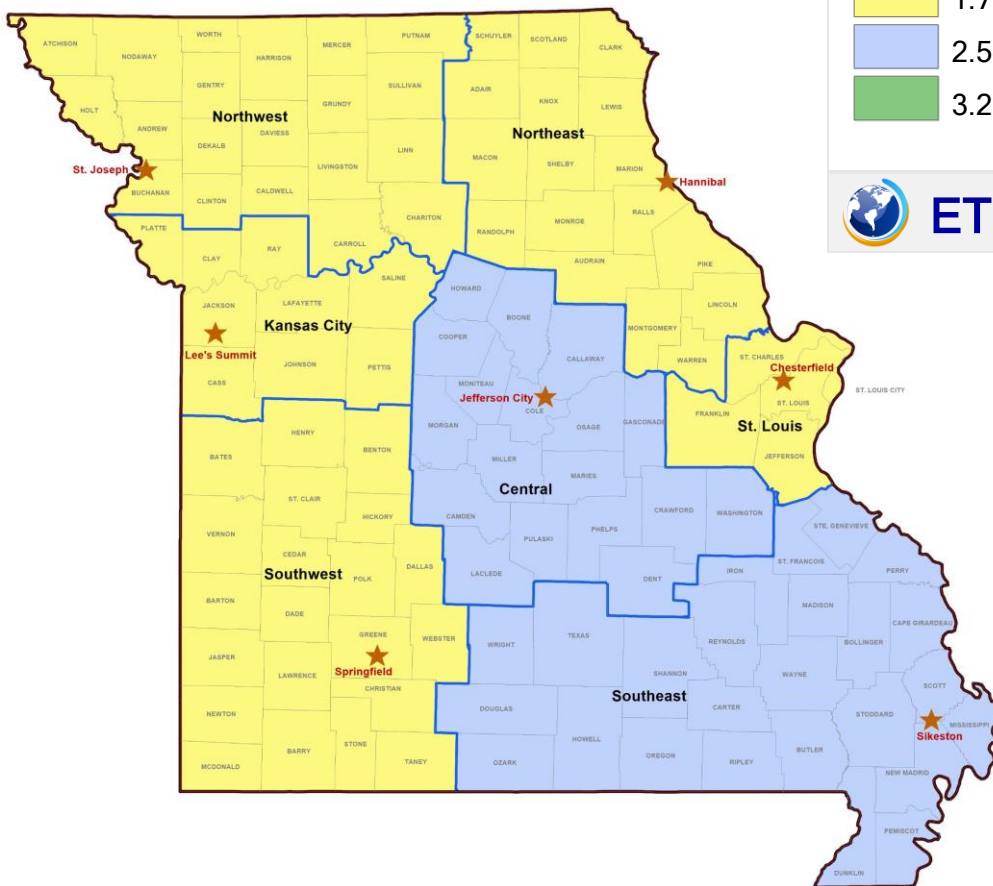 1.7
2.5
3.2
ET
ATCHISON
NODAWAY
WORTH
HARRISON
MERCER
PUTNAM
SCHUYLER
SCOTLAND
CLARK
HOLT
GENTRY
SULLIVAN
ADAIR
KNOX
LEWIS
ANDREW
Northwest
GRUNDY
Northeast
DEKALB
DAVIESS
LIVINGSTON
LINN
MACON
SHELBY
MARION
St. Joseph
Hannibal
BUCHANAN
CLINTON
CALDWELL
CHARITON
MONROE
RALLS
PLATTE
CLAY
RAY
CARROLL
RANDOLPH
AUDRAIN
PIKE
SALINE
HOWARD
BOONE
JACKSON
LAFAYETTE
Kansas City
LINCOLN
MONTGOMERY
COOPER
CALLAWAY
WARREN
ST. CHARLES
Lee's Summit
JOHNSON
PETTIS
Chesterfield
CASS
MONITEAU
Jefferson City
COLE
ST. LOUIS
ST. LOUIS CITY
MORGAN
OSAGE
GASCONADE
FRANKLIN
St. Louis
HENRY
BENTON
BATES
MILLER
MARIES
JEFFERSON
Central
ST. CLAIR
HICKORY
CAMDEN
PULASKI
PHELPS
CRAWFORD
WASHINGTON
VERNON
STE. GENEVIEVE
CEDAR
Southwest
POLK
DALLAS
LACLEDE
DENT
IRON
ST. FRANCOIS
PERRY
BARTON
DADE
MADISON
GREENE
WEBSTER
WRIGHT
TEXAS
REYNOLDS
BOLLINGER
CAPE GIRARDEAU
JASPER
LAWRENCE
Springfield
SHANNON
WAYNE
CHRISTIAN
Southeast
SCOTT
NEWTON
DOUGLAS
CARTER
STODDARD
MISSISSIPPI
Sikeston
MCDONALD
BARRY
STONE
TANEY
OZARK
HOWELL
OREGON
RIPLEY
BUTLER
NEW MADRID
PEMISCOT
DUNKLIN